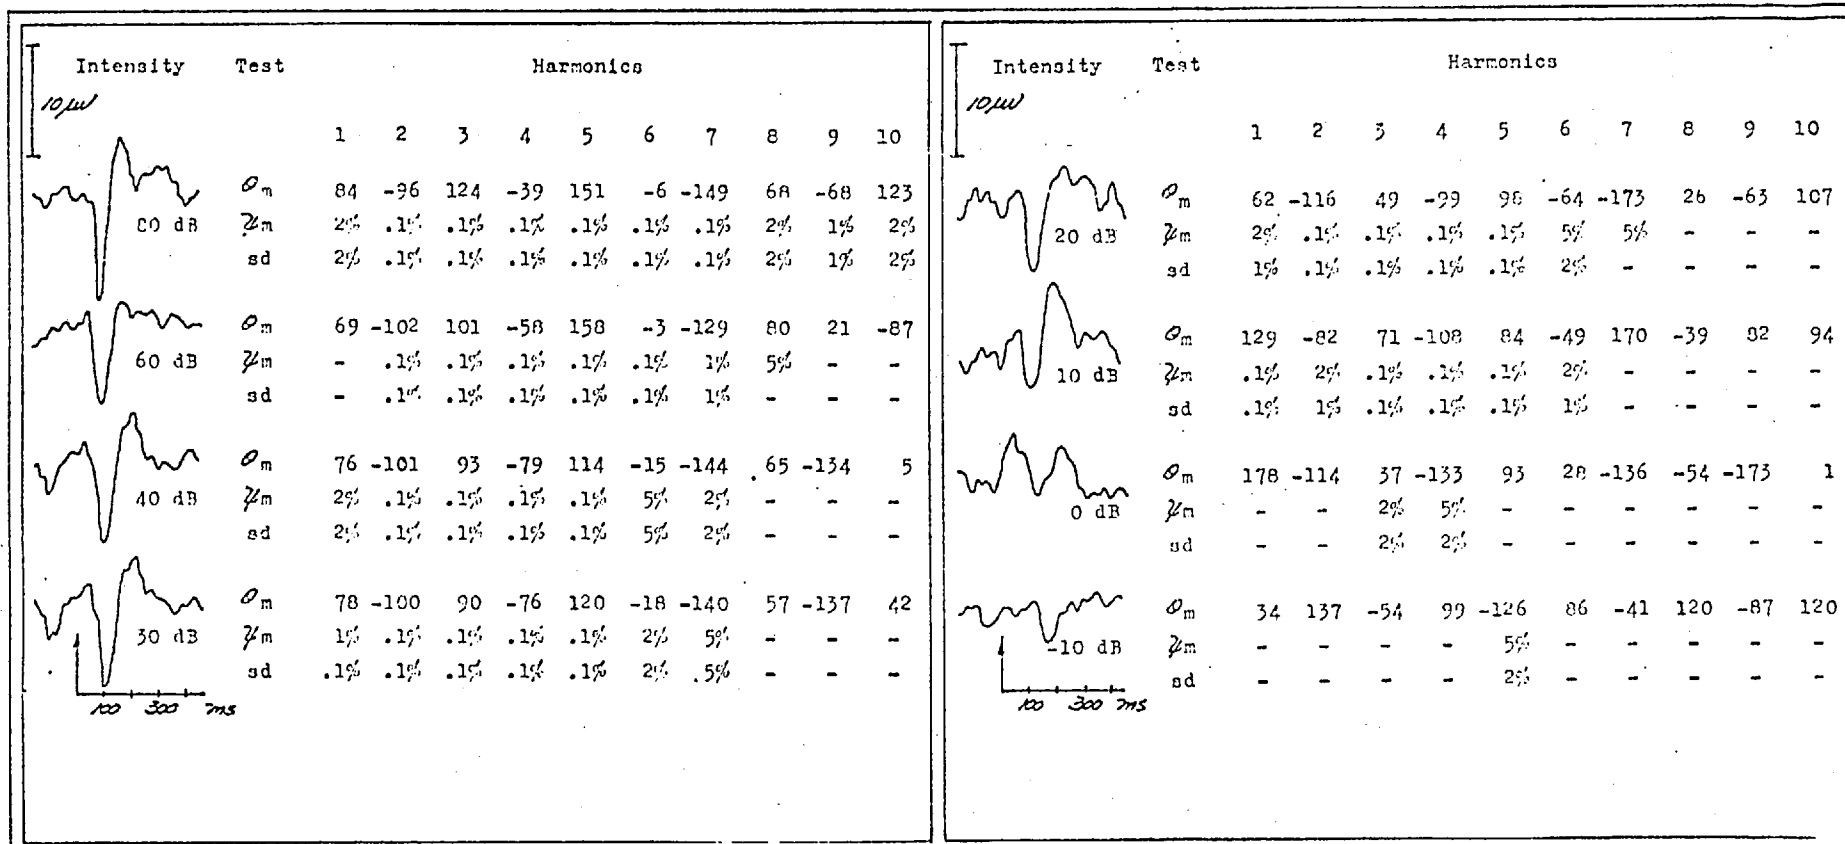 Intensity Test Harmonics
10 μv
1 2 3 4 5 6 7 8 9 10
θm 84 -96 124 -39 151 -6 -149 68 -68 123
80 dB 𝓍m 2% .1% .1% .1% .1% .1% .1% 2% 1% 2%
sd 2% .1% .1% .1% .1% .1% .1% 2% 1% 2%
θm 69 -102 101 -58 158 -3 -129 80 21 -87
60 dB 𝓍m - .1% .1% .1% .1% .1% 1% 5% - -
sd - .1% .1% .1% .1% .1% 1% - - -
θm 76 -101 93 -79 114 -15 -144 65 -134 5
40 dB 𝓍m 2% .1% .1% .1% .1% 5% 2% - - -
sd 2% .1% .1% .1% .1% 5% 2% - - -
θm 78 -100 90 -76 120 -18 -140 57 -137 42
30 dB 𝓍m 1% .1% .1% .1% .1% 2% 5% - - -
sd .1% .1% .1% .1% .1% 2% .5% - - -
100 300 ms
Intensity Test Harmonics
10 μv
1 2 3 4 5 6 7 8 9 10
θm 62 -116 49 -99 98 -64 -173 26 -63 107
20 dB 𝓍m 2% .1% .1% .1% .1% 5% 5% - - -
sd 1% .1% .1% .1% .1% 2% - - - -
θm 129 -82 71 -108 84 -49 170 -39 82 94
10 dB 𝓍m .1% 2% .1% .1% .1% 2% - - - -
sd .1% 1% .1% .1% .1% 1% - - - -
θm 178 -114 37 -133 93 28 -136 -54 -173 1
0 dB 𝓍m - - 2% 5% - - - - - -
sd - - 2% 2% - - - - - -
θm 34 137 -54 99 -126 86 -41 120 -87 120
-10 dB 𝓍m - - - - 5% - - - - -
sd - - - - 2% - - - - -
100 300 ms